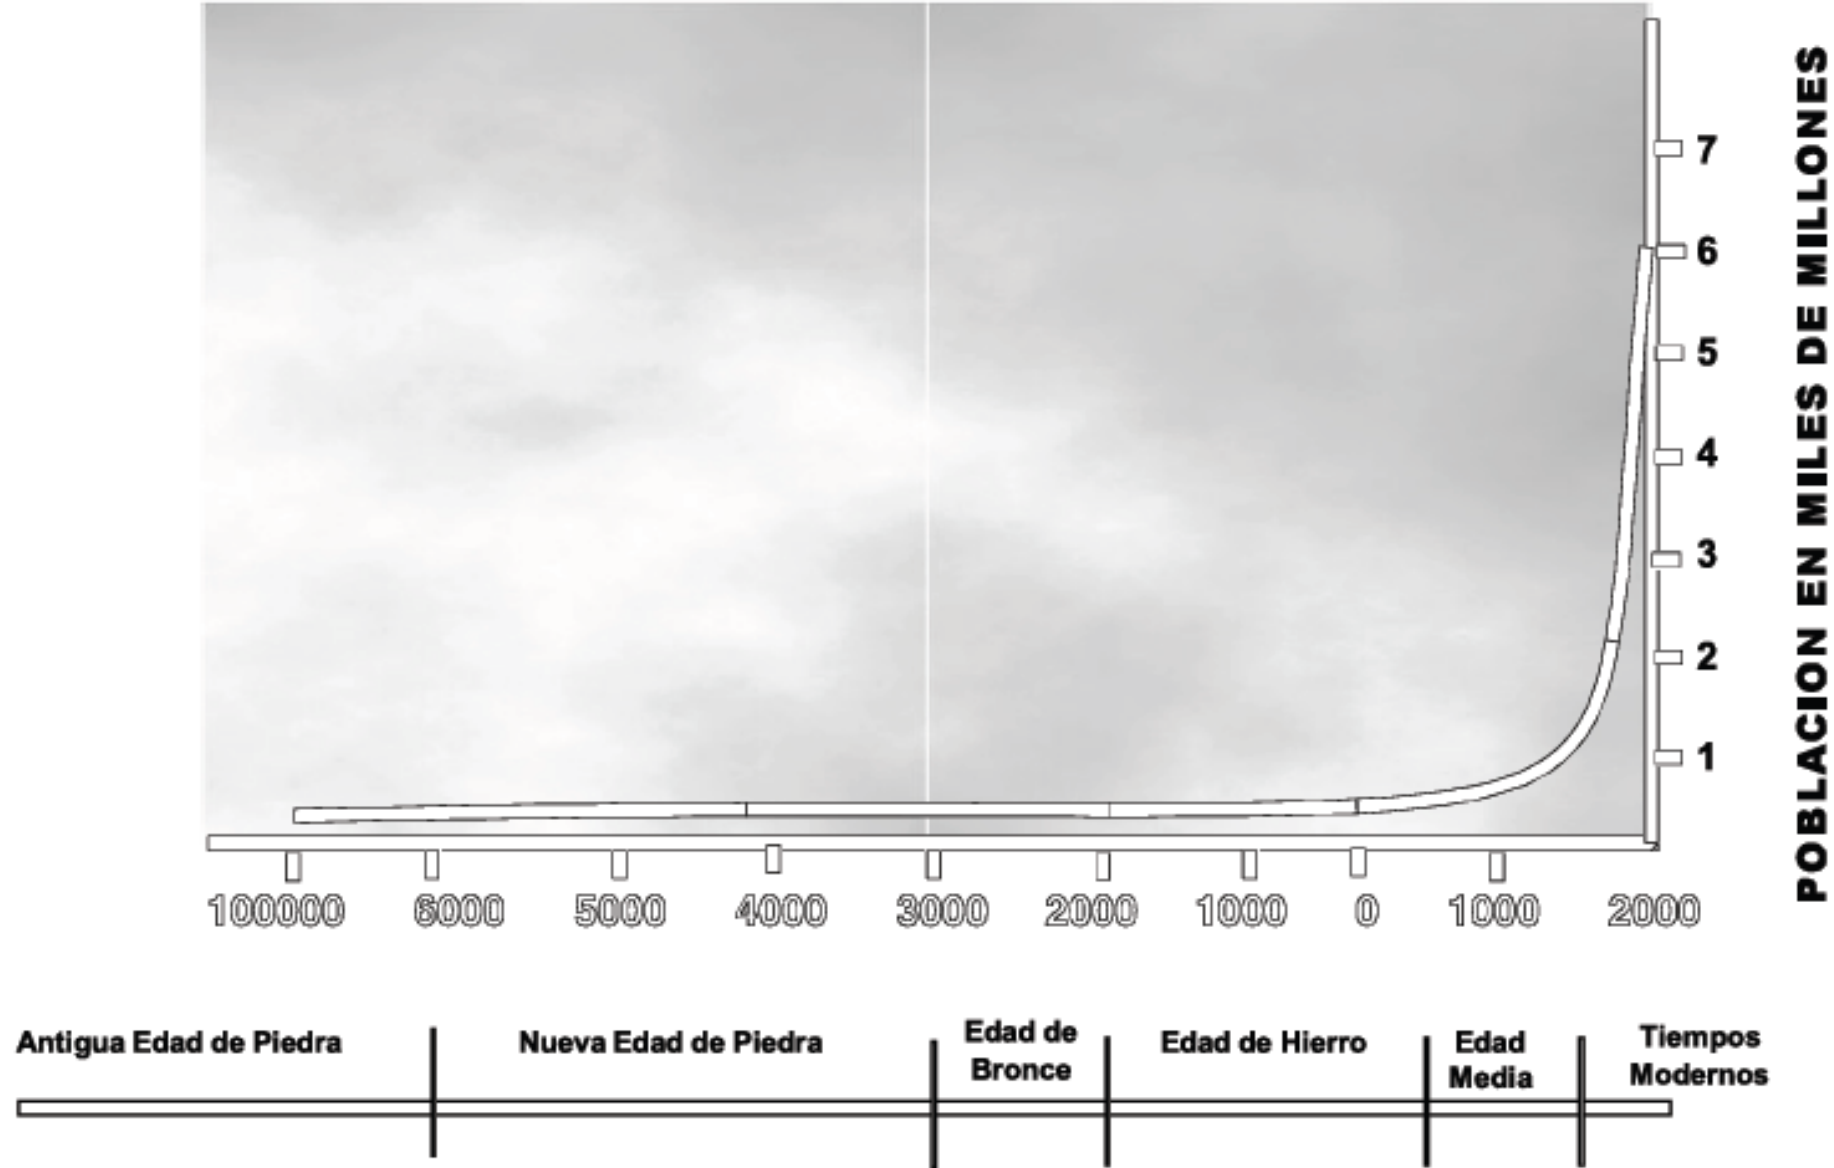 POBLACION EN MILES DE MILLONES
7
6
5
4
3
2
1
100000 6000 5000 4000 3000 2000 1000 0 1000 2000
Antigua Edad de Piedra
Nueva Edad de Piedra
Edad de
Bronce
Edad de Hierro
Edad
Media
Tiempos
Modernos